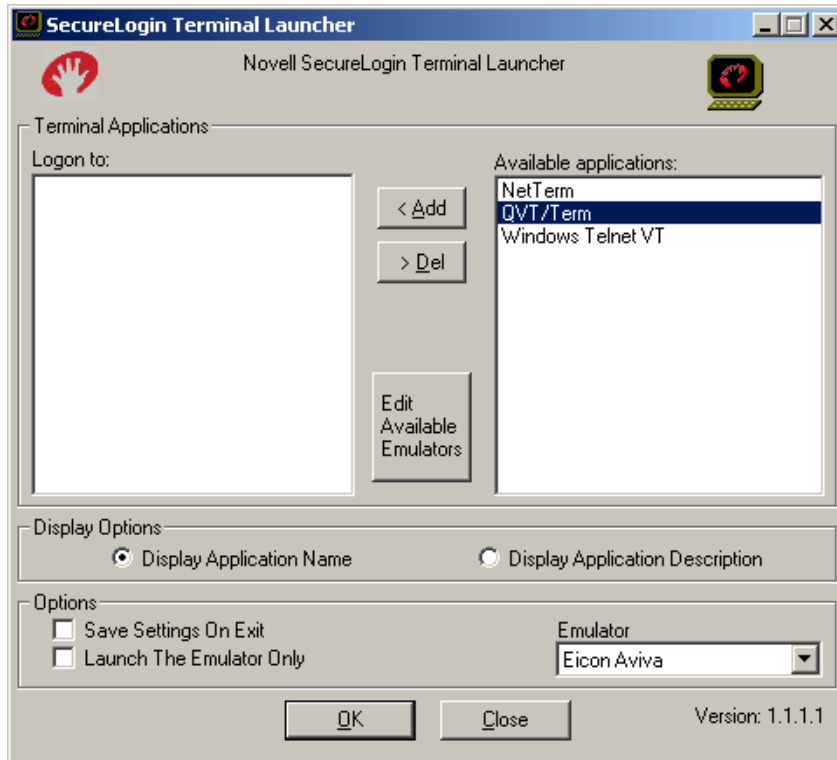 SecureLogin Terminal Launcher
Novell SecureLogin Terminal Launcher
Terminal Applications
Logon to:
< Add
> Del
Edit
Available
Emulators
Available applications:
NetTerm
QVT/Term
Windows Telnet VT
Display Options
Display Application Name
Display Application Description
Options
Save Settings On Exit
Launch The Emulator Only
Emulator
Eicon Aviva
OK
Close
Version: 1.1.1.1